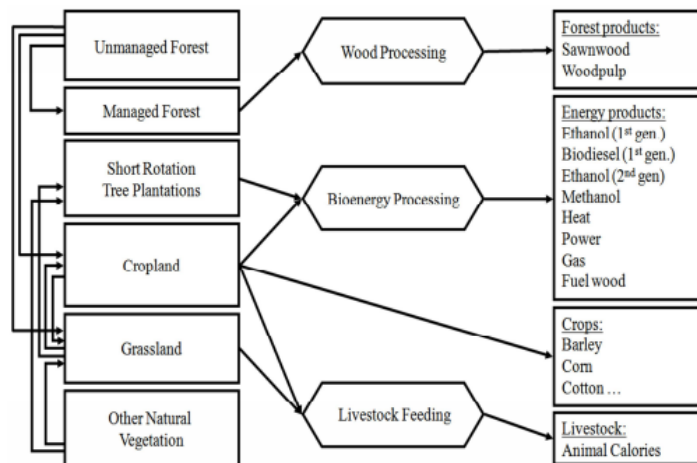 Unmanaged Forest
Managed Forest
Short Rotation
Tree Plantations
Cropland
Grassland
Other Natural
Vegetation
Wood Processing
Bioenergy Processing
Livestock Feeding
Forest products:
Sawnwood
Woodpulp
Energy products:
Ethanol (1st gen.)
Biodiesel (1st gen.)
Ethanol (2nd gen)
Methanol
Heat
Power
Gas
Fuel wood
Crops:
Barley
Corn
Cotton ...
Livestock:
Animal Calories